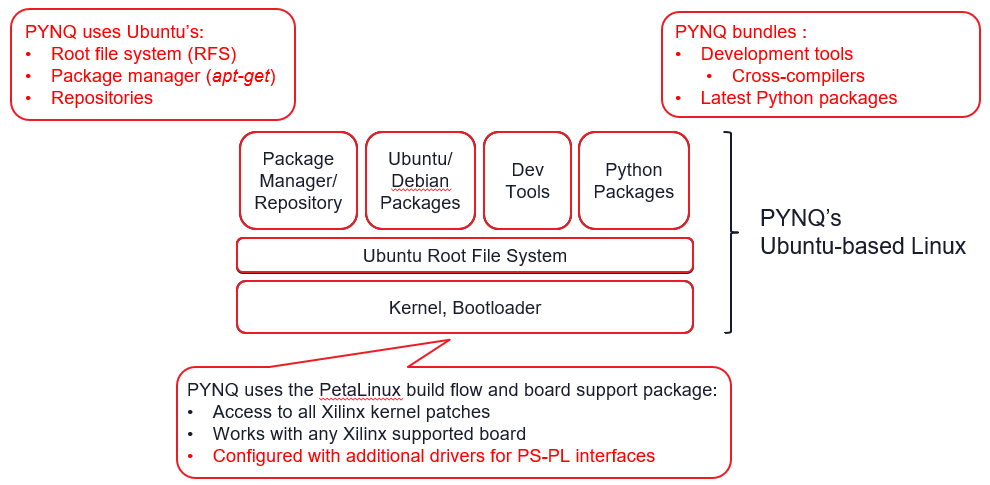 PYNQ uses Ubuntu's:
• Root file system (RFS)
• Package manager (apt-get)
• Repositories
PYNQ bundles :
• Development tools
• Cross-compilers
• Latest Python packages
Package
Manager/
Repository
Ubuntu/
Debian
Packages
Dev
Tools
Python
Packages
PYNQ's
Ubuntu-based Linux
Ubuntu Root File System
Kernel, Bootloader
PYNQ uses the PetaLinux build flow and board support package:
• Access to all Xilinx kernel patches
• Works with any Xilinx supported board
• Configured with additional drivers for PS-PL interfaces